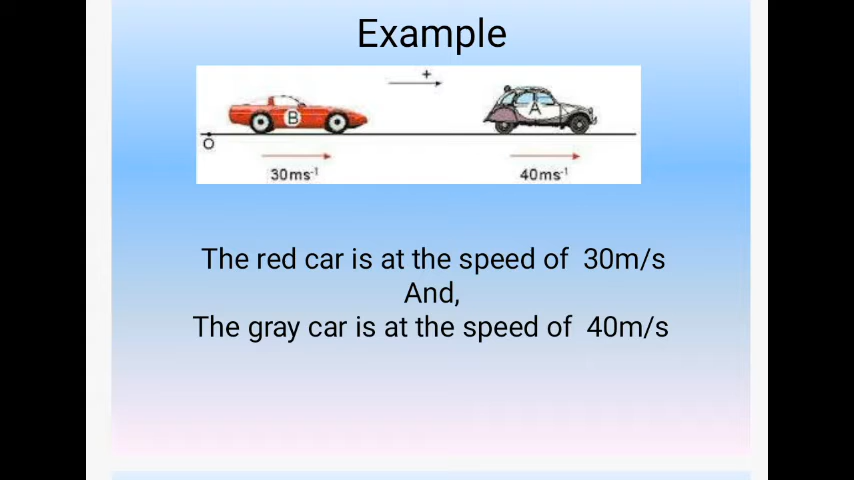 Example
+
B
A
O
30ms⁻¹
40ms⁻¹
The red car is at the speed of 30m/s
And,
The gray car is at the speed of 40m/s